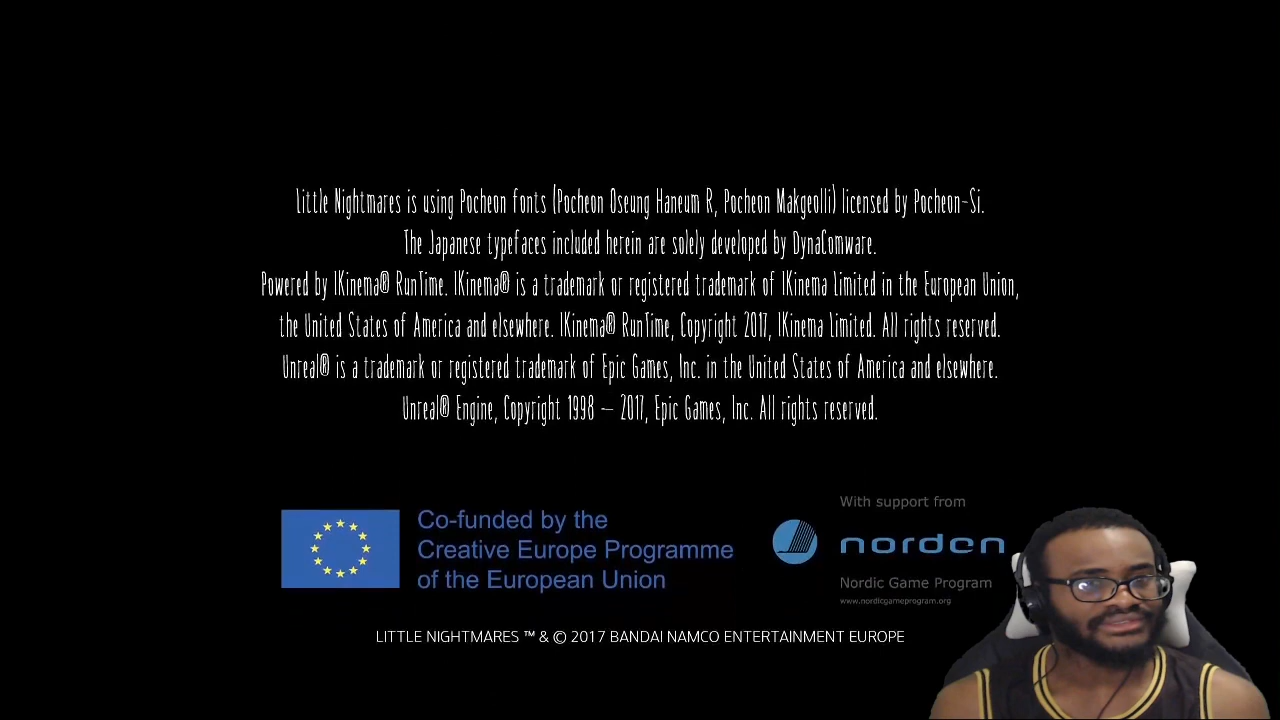 Little Nightmares is using Pocheon fonts (Pocheon Oseung Haneum R, Pocheon Makgeolli) licensed by Pocheon-Si.
The Japanese typefaces included herein are solely developed by DynaComware.
Powered by IKinema® RunTime. IKinema® is a trademark or registered trademark of IKinema Limited in the European Union,
the United States of America and elsewhere. IKinema® RunTime, Copyright 2017, IKinema Limited. All rights reserved.
Unreal® is a trademark or registered trademark of Epic Games, Inc. in the United States of America and elsewhere.
Unreal® Engine, Copyright 1998 – 2017, Epic Games, Inc. All rights reserved.
Co-funded by the
Creative Europe Programme
of the European Union
With support from
norden
Nordic Game Program
www.nordicgameprogram.org
LITTLE NIGHTMARES ™ & © 2017 BANDAI NAMCO ENTERTAINMENT EUROPE